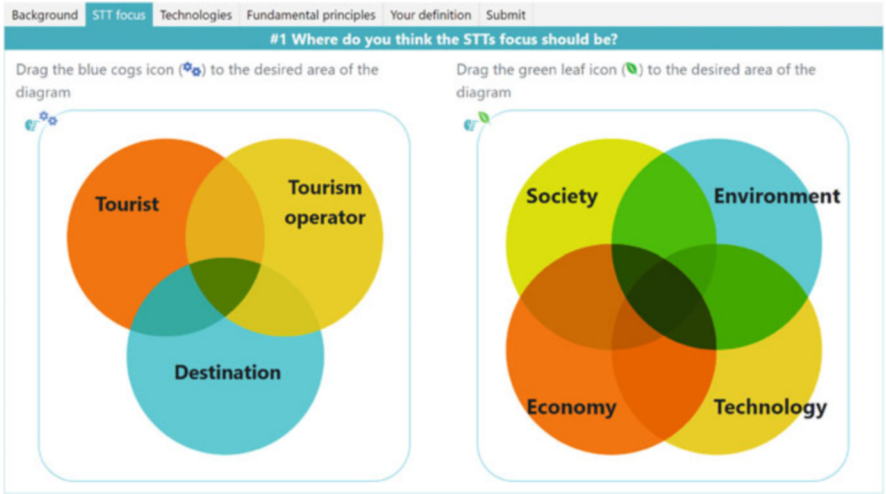 Background STT focus Technologies Fundamental principles Your definition Submit
#1 Where do you think the STTs focus should be?
Drag the blue cogs icon ( ) to the desired area of the
diagram
Tourist
Tourism
operator
Destination
Drag the green leaf icon ( ) to the desired area of the
diagram
Society
Environment
Economy
Technology